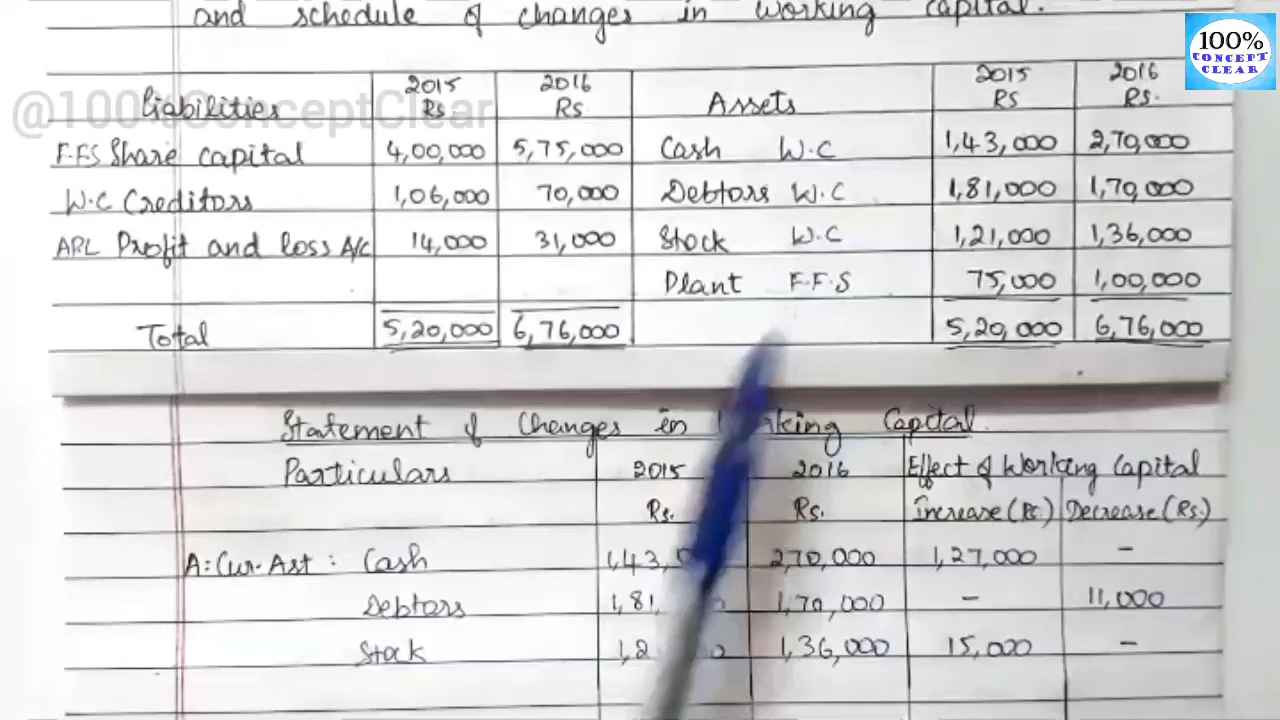 and schedule of changes in working capital.
100%
CONCEPT
CLEAR
@100%ConceptClear
Liabilities 2015 Rs 2016 Rs Assets 2015 Rs 2016 Rs.
F.FS Share capital 4,00,000 5,75,000 Cash W.C 1,43,000 2,70,000
W.C Creditors 1,06,000 70,000 Debtors W.C 1,81,000 1,70,000
APL Profit and loss A/c 14,000 31,000 Stock W.C 1,21,000 1,36,000
Plant F.F.S 75,000 1,00,000
Total 5,20,000 6,76,000 5,20,000 6,76,000
Statement of Changes in Capital.
Particulars 2015 2016 Effect of Working Capital
Rs. Rs. Increase (Rs.) Decrease (Rs.)
A: Cur. Ast : Cash 2,70,000 1,27,000 –
Debtors 1,70,000 – 11,000
Stock 1,36,000 15,000 –